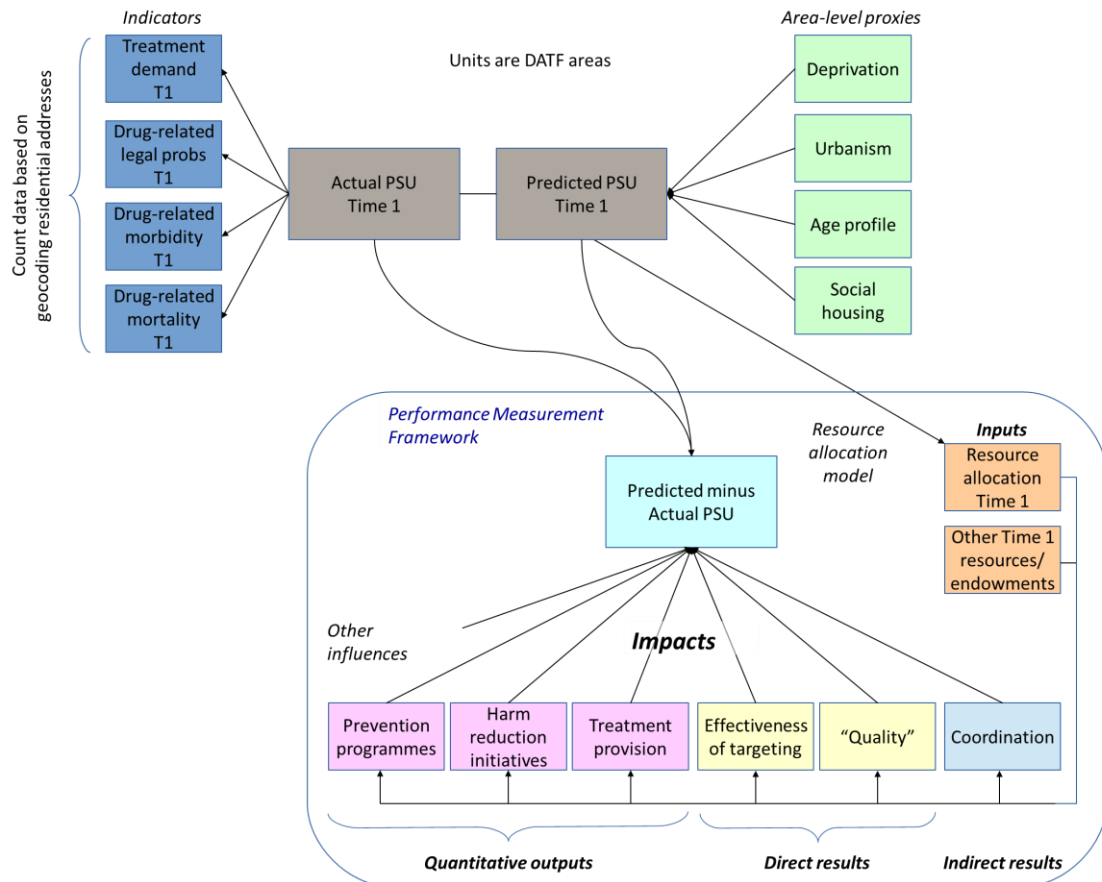 Indicators
Area-level proxies
Treatment
demand
T1
Units are DATF areas
Deprivation
Count data based on
geocoding residential addresses
Drug-related
legal probs
T1
Urbanism
Actual PSU
Time 1
Predicted PSU
Time 1
Drug-related
morbidity
T1
Age profile
Drug-related
mortality
T1
Social
housing
Performance Measurement
Framework
Resource
allocation
model
Inputs
Resource
allocation
Time 1
Predicted minus
Actual PSU
Other Time 1
resources/
endowments
Other
influences
Impacts
Prevention
programmes
Harm
reduction
initiatives
Treatment
provision
Effectiveness
of targeting
“Quality”
Coordination
Quantitative outputs
Direct results
Indirect results